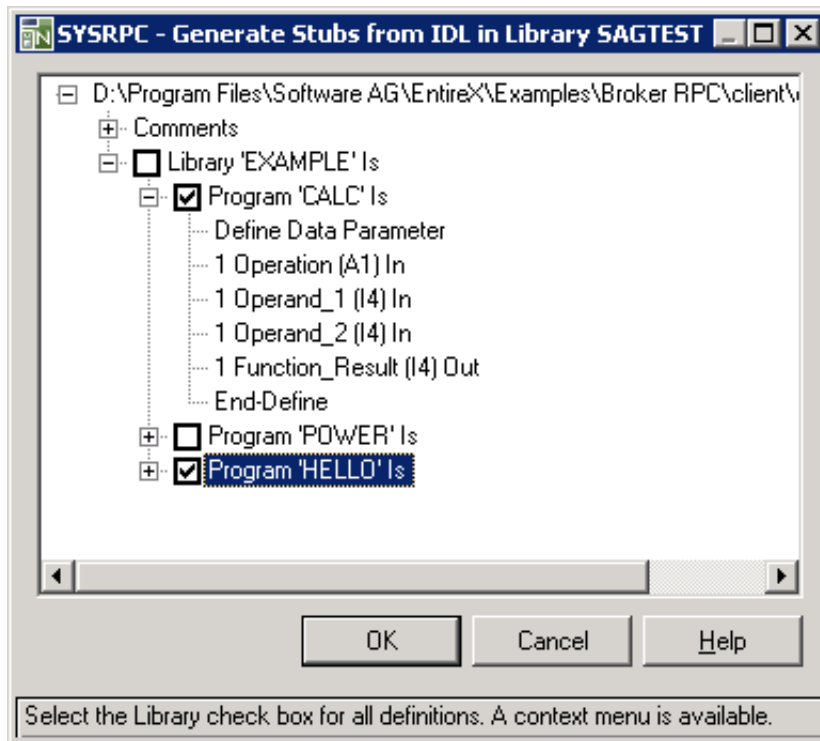 SYSRPC - Generate Stubs from IDL in Library SAGTEST
D:\Program Files\Software AG\EntireX\Examples\Broker RPC\client\
Comments
Library 'EXAMPLE' Is
Program 'CALC' Is
Define Data Parameter
1 Operation (A1) In
1 Operand_1 (I4) In
1 Operand_2 (I4) In
1 Function_Result (I4) Out
End-Define
Program 'POWER' Is
Program 'HELLO' Is
OK Cancel Help
Select the Library check box for all definitions. A context menu is available.